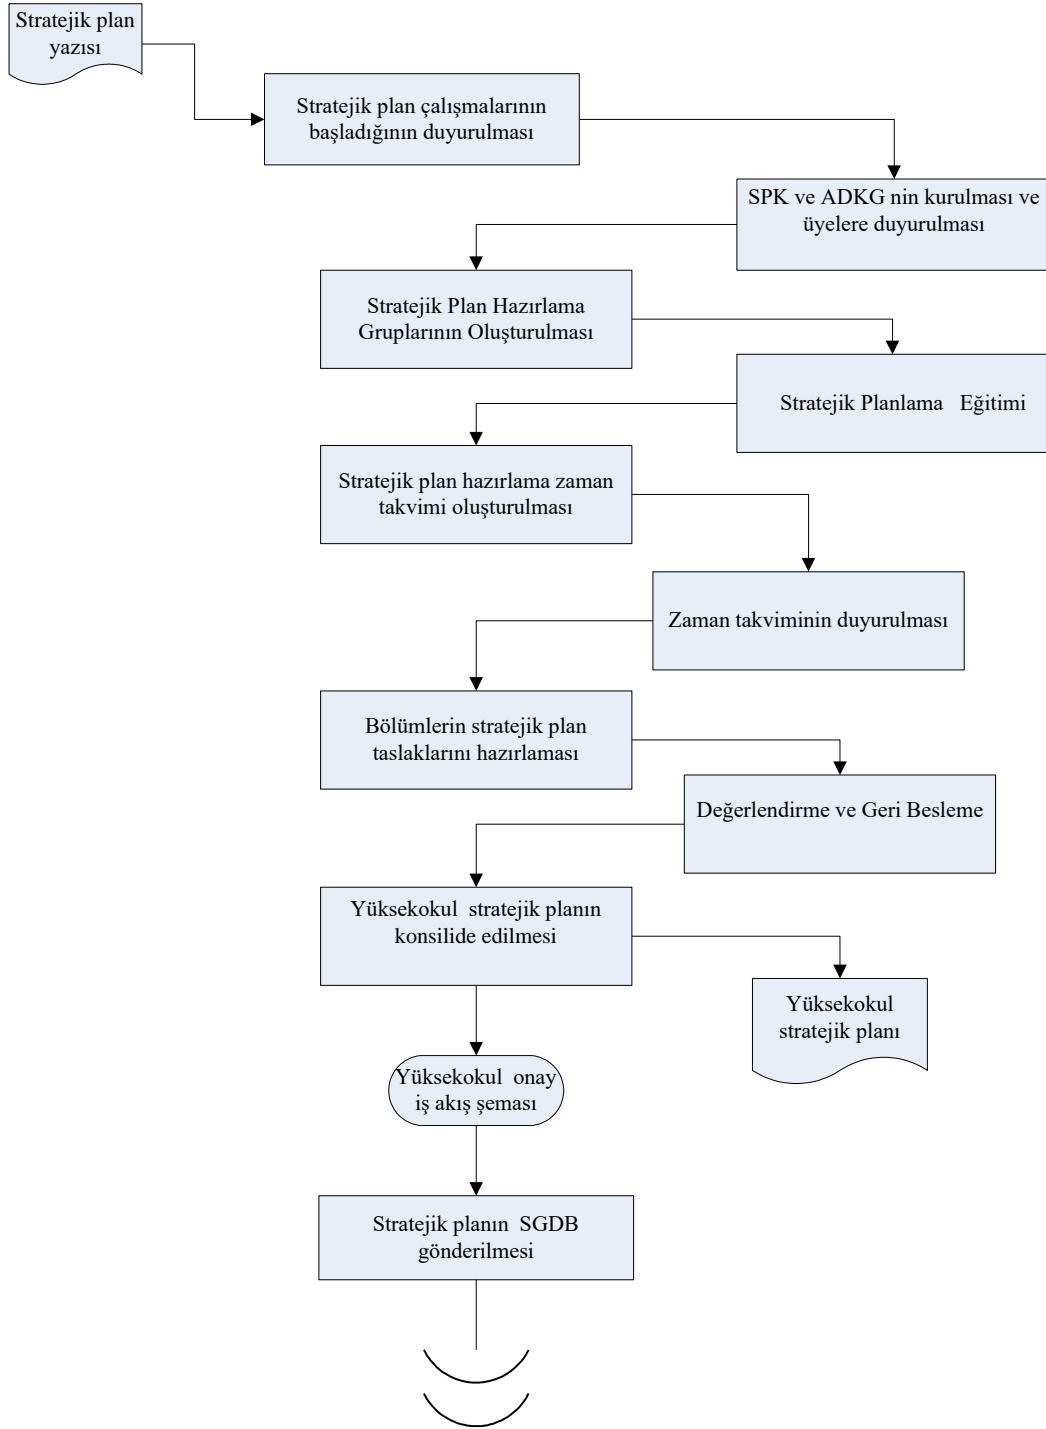 Stratejik plan
yazısı
Stratejik plan çalışmalarının
başladığının duyurulması
SPK ve ADKG nin kurulması ve
üyelere duyurulması
Stratejik Plan Hazırlama
Gruplarının Oluşturulması
Stratejik Planlama Eğitimi
Stratejik plan hazırlama zaman
takvimi oluşturulması
Zaman takviminin duyurulması
Bölümlerin stratejik plan
taslaklarını hazırlaması
Değerlendirme ve Geri Besleme
Yüksekokul stratejik planın
konsilide edilmesi
Yüksekokul
stratejik planı
Yüksekokul onay
iş akış şeması
Stratejik planın SGDB
gönderilmesi